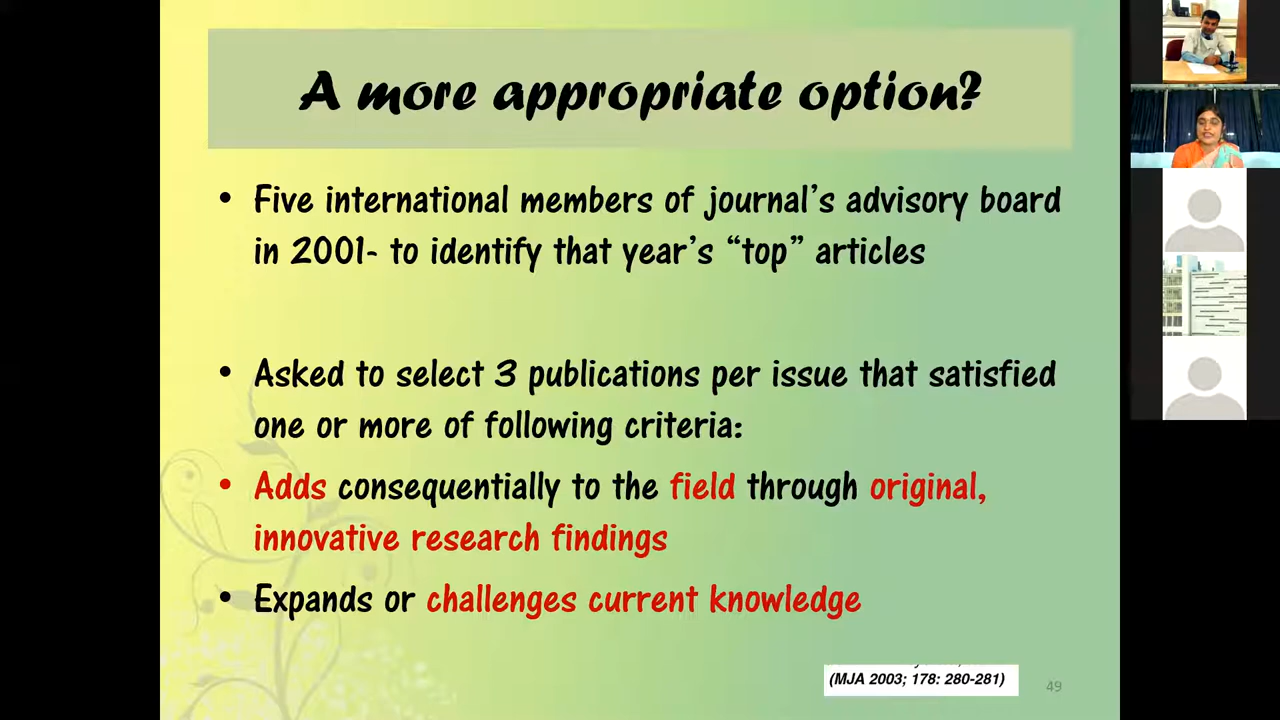 A more appropriate option?
• Five international members of journal's advisory board
in 2001- to identify that year's “top” articles
• Asked to select 3 publications per issue that satisfied
one or more of following criteria:
• Adds consequentially to the field through original,
innovative research findings
• Expands or challenges current knowledge
(MJA 2003; 178: 280-281)
49